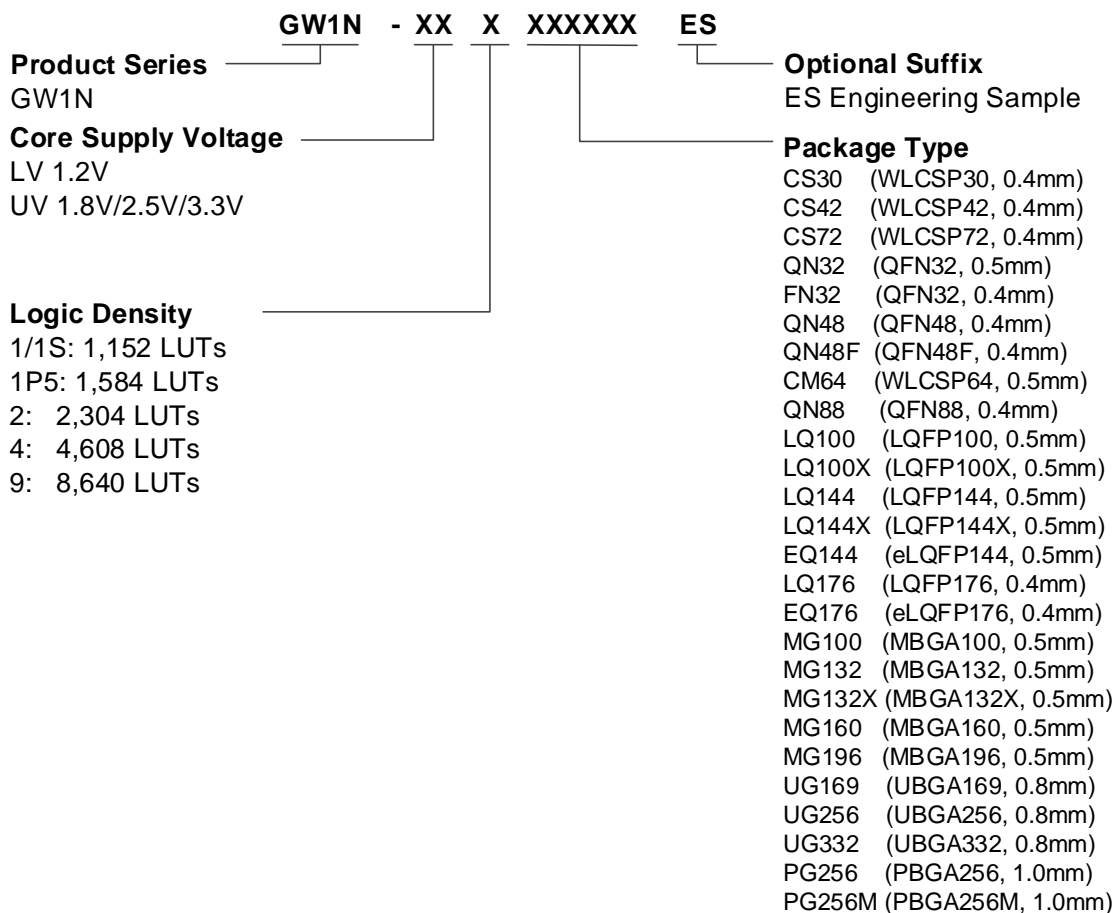 GW1N - XX X XXXXXX ES
Product Series
GW1N
Core Supply Voltage
LV 1.2V
UV 1.8V/2.5V/3.3V
Logic Density
1/1S: 1,152 LUTs
1P5: 1,584 LUTs
2: 2,304 LUTs
4: 4,608 LUTs
9: 8,640 LUTs
Optional Suffix
ES Engineering Sample
Package Type
CS30 (WLCSP30, 0.4mm)
CS42 (WLCSP42, 0.4mm)
CS72 (WLCSP72, 0.4mm)
QN32 (QFN32, 0.5mm)
FN32 (QFN32, 0.4mm)
QN48 (QFN48, 0.4mm)
QN48F (QFN48F, 0.4mm)
CM64 (WLCSP64, 0.5mm)
QN88 (QFN88, 0.4mm)
LQ100 (LQFP100, 0.5mm)
LQ100X (LQFP100X, 0.5mm)
LQ144 (LQFP144, 0.5mm)
LQ144X (LQFP144X, 0.5mm)
EQ144 (eLQFP144, 0.5mm)
LQ176 (LQFP176, 0.4mm)
EQ176 (eLQFP176, 0.4mm)
MG100 (MBGA100, 0.5mm)
MG132 (MBGA132, 0.5mm)
MG132X (MBGA132X, 0.5mm)
MG160 (MBGA160, 0.5mm)
MG196 (MBGA196, 0.5mm)
UG169 (UBGA169, 0.8mm)
UG256 (UBGA256, 0.8mm)
UG332 (UBGA332, 0.8mm)
PG256 (PBGA256, 1.0mm)
PG256M (PBGA256M, 1.0mm)